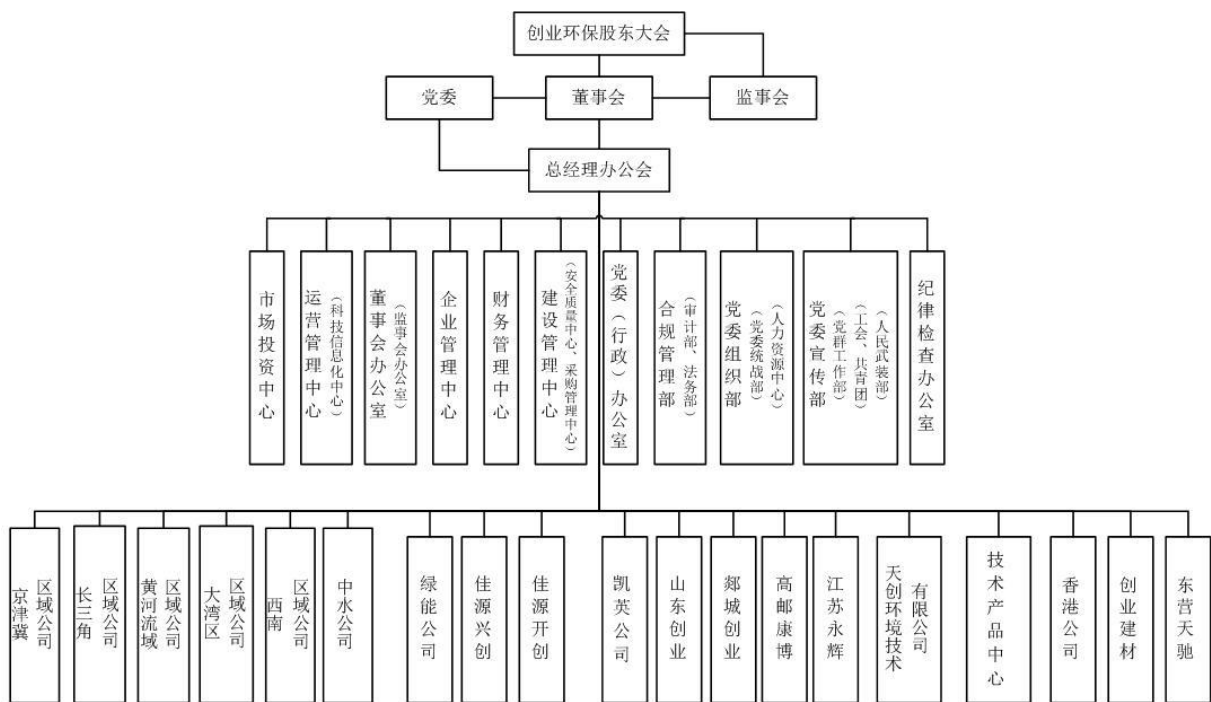 创业环保股东大会
党委
董事会
监事会
总经理办公会
市场投资中心
运营管理中心
（科技信息化中心）
董事会办公室
（监事会办公室）
企业管理中心
财务管理中心
建设管理中心
（安全质量中心、采购管理中心）
党委（行政）办公室
合规管理部
（审计部、法务部）
党委组织部
（党委统战部）
（人力资源中心）
党委宣传部
（党群工作部）
（工会、共青团）
（人民武装部）
纪律检查办公室
京津冀
区域公司
长三角
区域公司
黄河流域
区域公司
大湾区
区域公司
西南
区域公司
中水公司
绿能公司
佳源兴创
佳源开创
凯英公司
山东创业
郯城创业
高邮康博
江苏永辉
天创环境技术
有限公司
技术产品中心
香港公司
创业建材
东营天驰